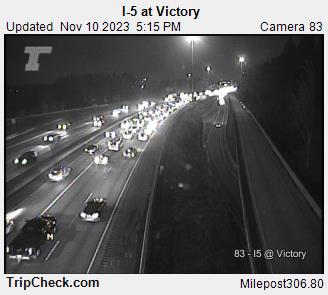 I-5 at Victory
Updated Nov 10 2023 5:15 PM Camera 83
T
N
83 - I5 @ Victory
TripCheck.com Milepost306.80